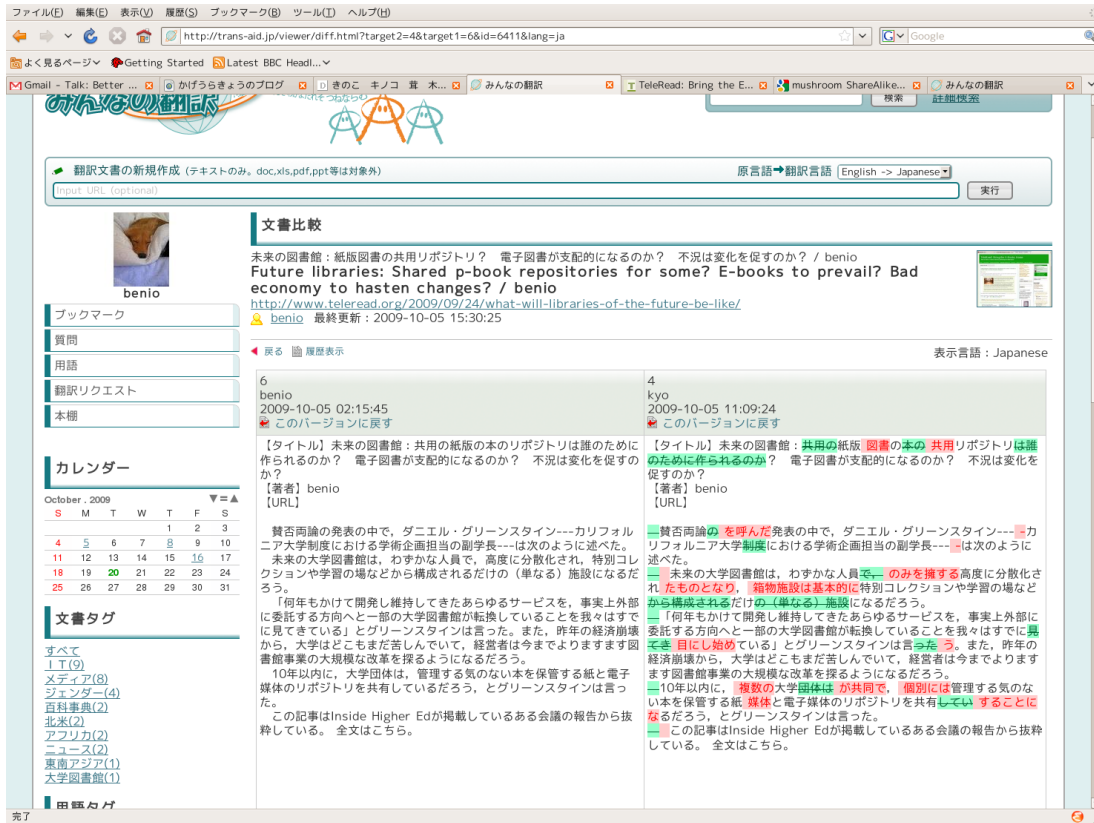 ファイル(F) 編集(E) 表示(V) 履歴(S) ブックマーク(B) ツール(T) ヘルプ(H)
http://trans-aid.jp/viewer/diff.html?target2=4&target1=6&id=6411&lang=ja
Google
よく見るページ Getting Started Latest BBC Headl...
Gmail - Talk: Better ... かげうらきょうのブログ きのこ キノコ 茸 木... みんなの翻訳 TeleRead: Bring the E... mushroom ShareAlike... みんなの翻訳
みんなの翻訳
検索 詳細検索
翻訳文書の新規作成 (テキストのみ。doc,xls,pdf,ppt等は対象外) 原言語➡翻訳言語 English -> Japanese
Input URL (optional) 実行
benio
ブックマーク
質問
用語
翻訳リクエスト
本棚
カレンダー
October . 2009 ▼=▲
S M T W T F S
1 2 3
4 5 6 7 8 9 10
11 12 13 14 15 16 17
18 19 20 21 22 23 24
25 26 27 28 29 30 31
文書タグ
すべて
ＩＴ(9)
メディア(8)
ジェンダー(4)
百科事典(2)
北米(2)
アフリカ(2)
ニュース(2)
東南アジア(1)
大学図書館(1)
用語タグ
文書比較
未来の図書館：紙版図書の共用リポジトリ？　電子図書が支配的になるのか？　不況は変化を促すのか？ / benio
Future libraries: Shared p-book repositories for some? E-books to prevail? Bad
economy to hasten changes? / benio
http://www.teleread.org/2009/09/24/what-will-libraries-of-the-future-be-like/
benio 最終更新：2009-10-05 15:30:25
戻る 履歴表示
表示言語：Japanese
6
benio
2009-10-05 02:15:45
このバージョンに戻す
【タイトル】未来の図書館：共用の紙版の本のリポジトリは誰のために
作られるのか？　電子図書が支配的になるのか？　不況は変化を促すの
か？
【著者】benio
【URL】
賛否両論の発表の中で，ダニエル・グリーンスタイン---カリフォル
ニア大学制度における学術企画担当の副学長---は次のように述べた。
未来の大学図書館は，わずかな人員で，高度に分散化され，特別コレ
クションや学習の場などから構成されるだけの（単なる）施設になるだ
ろう。
「何年もかけて開発し維持してきたあらゆるサービスを，事実上外部
に委託する方向へと一部の大学図書館が転換していることを我々はすで
に見てきている」とグリーンスタインは言った。また，昨年の経済崩壊
から，大学はどこもまだ苦しんでいて，経営者は今までよりますます図
書館事業の大規模な改革を探るようになるだろう。
10年以内に，大学団体は，管理する気のない本を保管する紙と電子
媒体のリポジトリを共有しているだろう，とグリーンスタインは言っ
た。
この記事はInside Higher Edが掲載しているある会議の報告から抜
粋している。 全文はこちら。
4
kyo
2009-10-05 11:09:24
このバージョンに戻す
【タイトル】未来の図書館：共用の紙版 図書の本の 共用リポジトリは誰
のために作られるのか？　電子図書が支配的になるのか？　不況は変化を
促すのか？
【著者】benio
【URL】
賛否両論の を呼んだ発表の中で，ダニエル・グリーンスタイン--- -カ
リフォルニア大学制度における学術企画担当の副学長--- -は次のように
述べた。
未来の大学図書館は，わずかな人員で， のみを擁する高度に分散化さ
れ たものとなり， 箱物施設は基本的に特別コレクションや学習の場など
から構成されるだけの（単なる）施設になるだろう。
「何年もかけて開発し維持してきたあらゆるサービスを，事実上外部に
委託する方向へと一部の大学図書館が転換していることを我々はすでに見
てき 目にし始めている」とグリーンスタインは言った う。また，昨年の
経済崩壊から，大学はどこもまだ苦しんでいて，経営者は今までよります
ます図書館事業の大規模な改革を探るようになるだろう。
10年以内に， 複数の大学団体は が共同で， 個別には管理する気のな
い本を保管する紙 媒体と電子媒体のリポジトリを共有してい することに
なるだろう，とグリーンスタインは言った。
この記事はInside Higher Edが掲載しているある会議の報告から抜粋
している。 全文はこちら。
完了